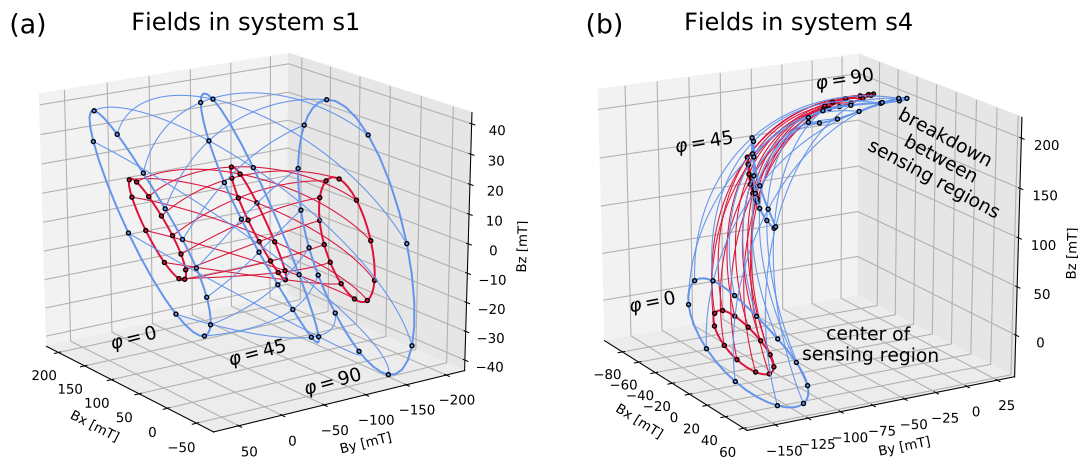 (a)
Fields in system s1
φ=0
φ=45
φ=90
200
150
100
50
0
−50
Bx [mT]
50
0
−50
−100
−150
−200
By [mT]
40
30
20
10
0
−10
−20
−30
−40
Bz [mT]
(b)
Fields in system s4
φ=90
φ=45
φ=0
breakdown
between
sensing regions
center of
sensing region
−80
−60
−40
−20
0
20
40
60
Bx [mT]
−150
−125
−100
−75
−50
−25
0
25
By [mT]
200
150
100
50
0
Bz [mT]